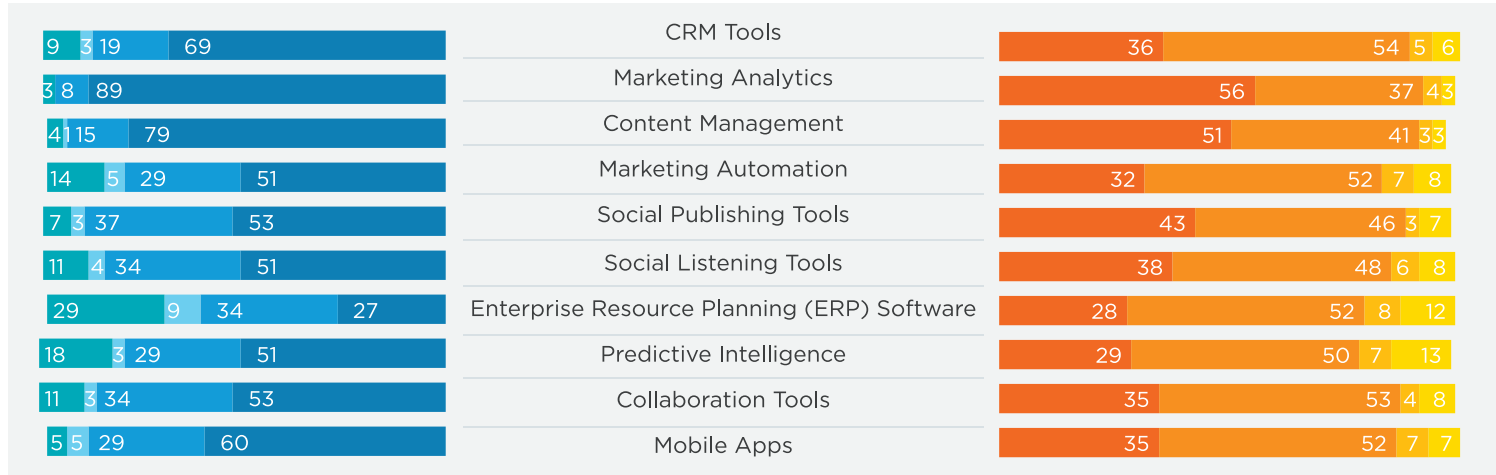 9 3 19 69 CRM Tools 36 54 5 6
3 8 89 Marketing Analytics 56 37 4 3
4 1 15 79 Content Management 51 41 3 3
14 5 29 51 Marketing Automation 32 52 7 8
7 3 37 53 Social Publishing Tools 43 46 3 7
11 4 34 51 Social Listening Tools 38 48 6 8
29 9 34 27 Enterprise Resource Planning (ERP) Software 28 52 8 12
18 3 29 51 Predictive Intelligence 29 50 7 13
11 3 34 53 Collaboration Tools 35 53 4 8
5 5 29 60 Mobile Apps 35 52 7 7